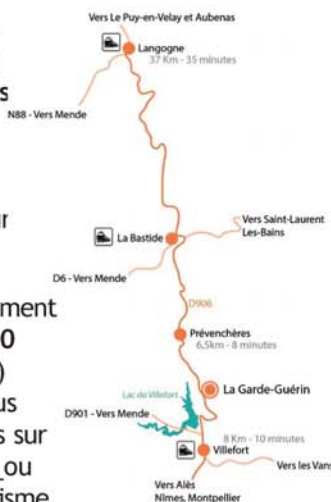 Vers Le Puy-en-Velay et Aubenas
Langogne
37 Km - 35 minutes
s
N88 - Vers Mende
Vers Saint-Laurent
Les-Bains
La Bastide
D6 - Vers Mende
ment
D906
0
Prévenchères
6,5km - 8 minutes
)
us
La Garde-Guérin
Lac de Villefort
D901 - Vers Mende
s sur
8 Km - 10 minutes
Villefort
ou
Vers les Vans
isme
Vers Alès
Nîmes, Montpellier